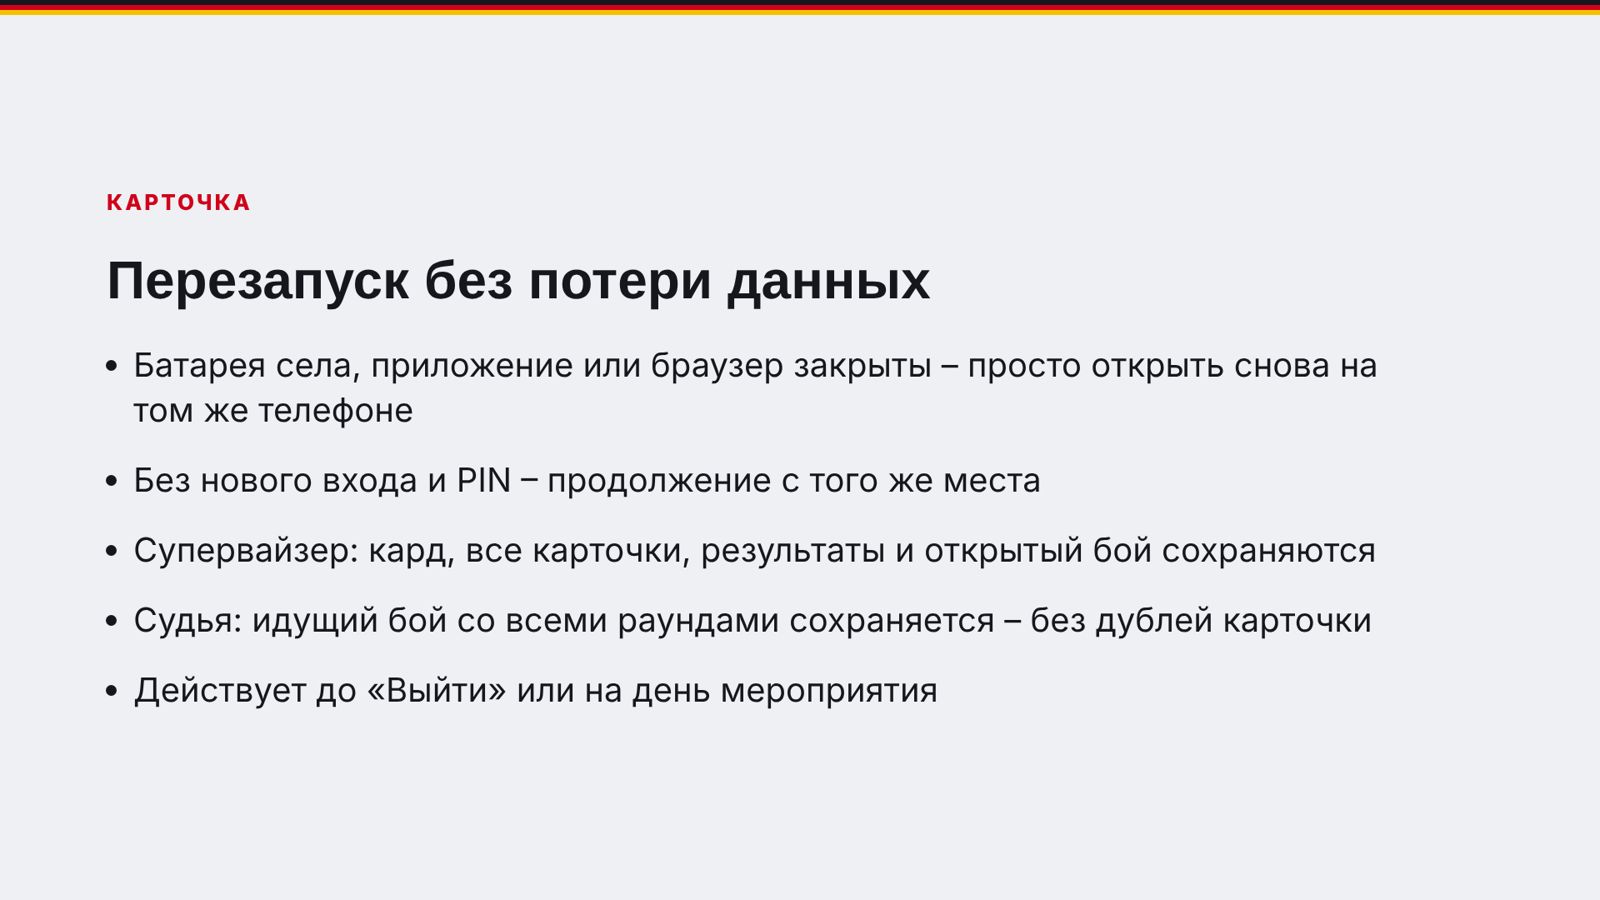 КАРТОЧКА
Перезапуск без потери данных
• Батарея села, приложение или браузер закрыты – просто открыть снова на
том же телефоне
• Без нового входа и PIN – продолжение с того же места
• Супервайзер: кард, все карточки, результаты и открытый бой сохраняются
• Судья: идущий бой со всеми раундами сохраняется – без дублей карточки
• Действует до «Выйти» или на день мероприятия